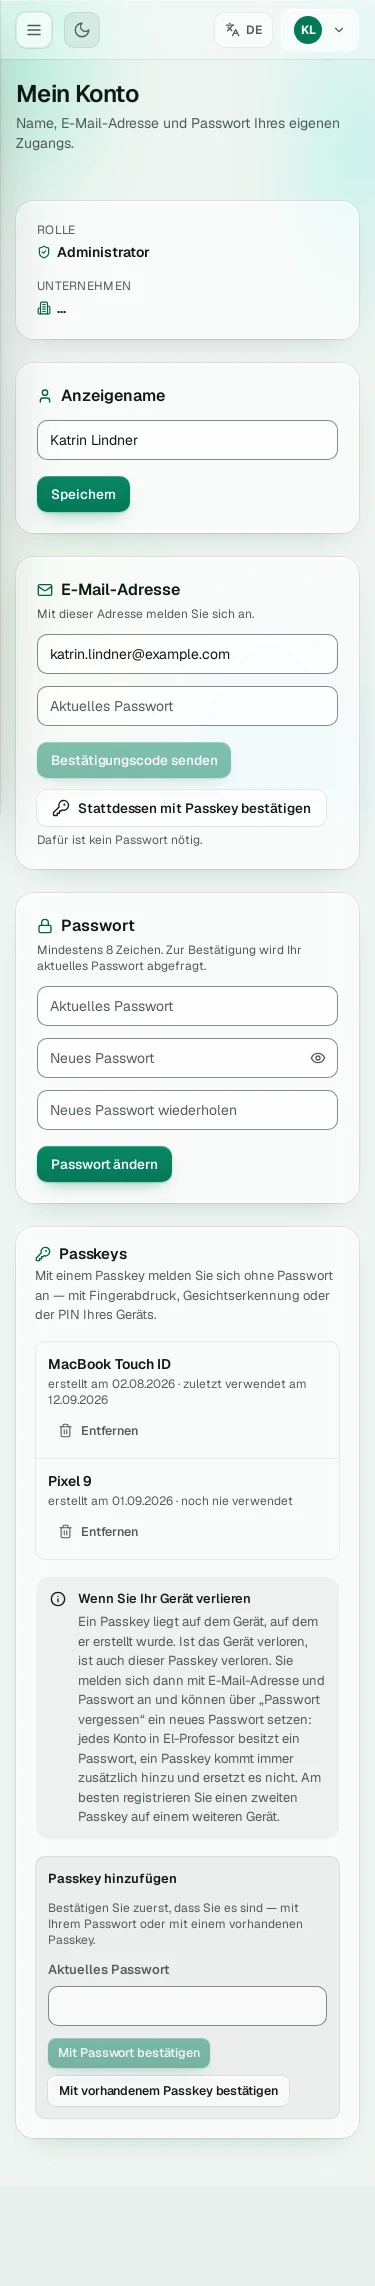 DE
KL
Mein Konto
Name, E-Mail-Adresse und Passwort Ihres eigenen
Zugangs.
ROLLE
Administrator
UNTERNEHMEN
...
Anzeigename
Katrin Lindner
Speichern
E-Mail-Adresse
Mit dieser Adresse melden Sie sich an.
katrin.lindner@example.com
Aktuelles Passwort
Bestätigungscode senden
Stattdessen mit Passkey bestätigen
Dafür ist kein Passwort nötig.
Passwort
Mindestens 8 Zeichen. Zur Bestätigung wird Ihr
aktuelles Passwort abgefragt.
Aktuelles Passwort
Neues Passwort
Neues Passwort wiederholen
Passwort ändern
Passkeys
Mit einem Passkey melden Sie sich ohne Passwort
an — mit Fingerabdruck, Gesichtserkennung oder
der PIN Ihres Geräts.
MacBook Touch ID
erstellt am 02.08.2026 · zuletzt verwendet am
12.09.2026
Entfernen
Pixel 9
erstellt am 01.09.2026 · noch nie verwendet
Entfernen
Wenn Sie Ihr Gerät verlieren
Ein Passkey liegt auf dem Gerät, auf dem
er erstellt wurde. Ist das Gerät verloren,
ist auch dieser Passkey verloren. Sie
melden sich dann mit E-Mail-Adresse und
Passwort an und können über „Passwort
vergessen“ ein neues Passwort setzen:
jedes Konto in El-Professor besitzt ein
Passwort, ein Passkey kommt immer
zusätzlich hinzu und ersetzt es nicht. Am
besten registrieren Sie einen zweiten
Passkey auf einem weiteren Gerät.
Passkey hinzufügen
Bestätigen Sie zuerst, dass Sie es sind — mit
Ihrem Passwort oder mit einem vorhandenen
Passkey.
Aktuelles Passwort
Mit Passwort bestätigen
Mit vorhandenem Passkey bestätigen